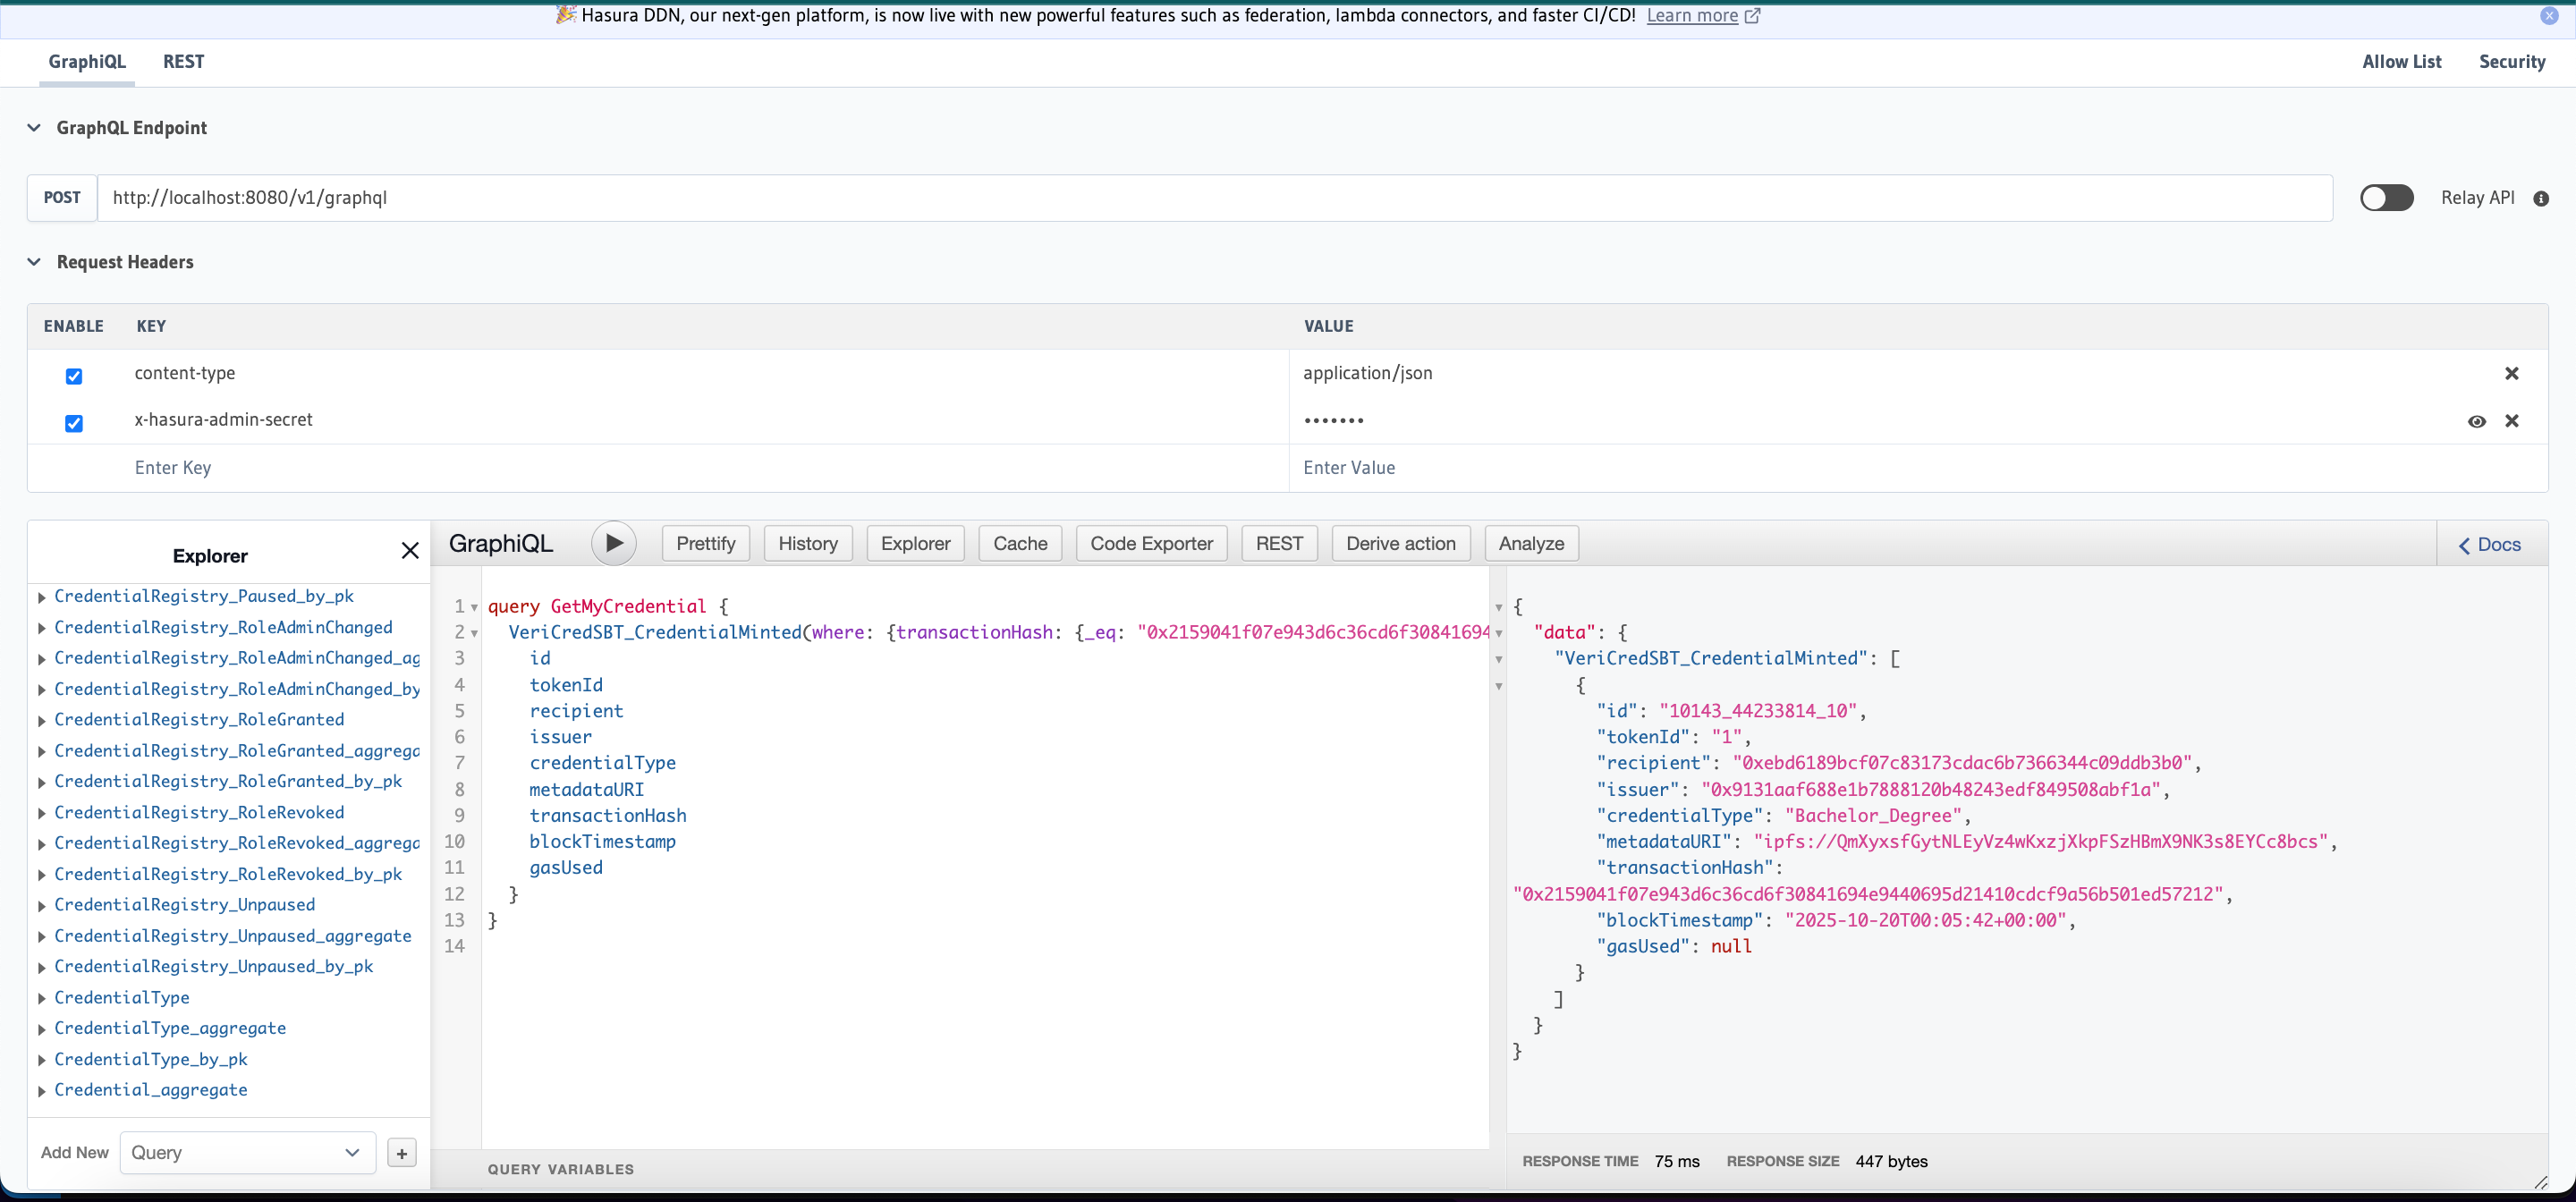 🎉 Hasura DDN, our next-gen platform, is now live with new powerful features such as federation, lambda connectors, and faster CI/CD! Learn more
GraphiQL REST Allow List Security
GraphQL Endpoint
POST http://localhost:8080/v1/graphql Relay API
Request Headers
ENABLE KEY VALUE
content-type application/json
x-hasura-admin-secret •••••••
Enter Key Enter Value
Explorer
CredentialRegistry_Paused_by_pk
CredentialRegistry_RoleAdminChanged
CredentialRegistry_RoleAdminChanged_ag
CredentialRegistry_RoleAdminChanged_by
CredentialRegistry_RoleGranted
CredentialRegistry_RoleGranted_aggrega
CredentialRegistry_RoleGranted_by_pk
CredentialRegistry_RoleRevoked
CredentialRegistry_RoleRevoked_aggrega
CredentialRegistry_RoleRevoked_by_pk
CredentialRegistry_Unpaused
CredentialRegistry_Unpaused_aggregate
CredentialRegistry_Unpaused_by_pk
CredentialType
CredentialType_aggregate
CredentialType_by_pk
Credential_aggregate
Add New Query +
GraphiQL Prettify History Explorer Cache Code Exporter REST Derive action Analyze Docs
1 query GetMyCredential {
2 VeriCredSBT_CredentialMinted(where: {transactionHash: {_eq: "0x2159041f07e943d6c36cd6f30841694
3 id
4 tokenId
5 recipient
6 issuer
7 credentialType
8 metadataURI
9 transactionHash
10 blockTimestamp
11 gasUsed
12 }
13 }
14
QUERY VARIABLES
{
"data": {
"VeriCredSBT_CredentialMinted": [
{
"id": "10143_44233814_10",
"tokenId": "1",
"recipient": "0xebd6189bcf07c83173cdac6b7366344c09ddb3b0",
"issuer": "0x9131aaf688e1b7888120b48243edf849508abf1a",
"credentialType": "Bachelor_Degree",
"metadataURI": "ipfs://QmXyxsfGytNLEyVz4wKxzjXkpFSzHBmX9NK3s8EYCc8bcs",
"transactionHash":
"0x2159041f07e943d6c36cd6f30841694e9440695d21410cdcf9a56b501ed57212",
"blockTimestamp": "2025-10-20T00:05:42+00:00",
"gasUsed": null
}
]
}
}
RESPONSE TIME 75 ms RESPONSE SIZE 447 bytes